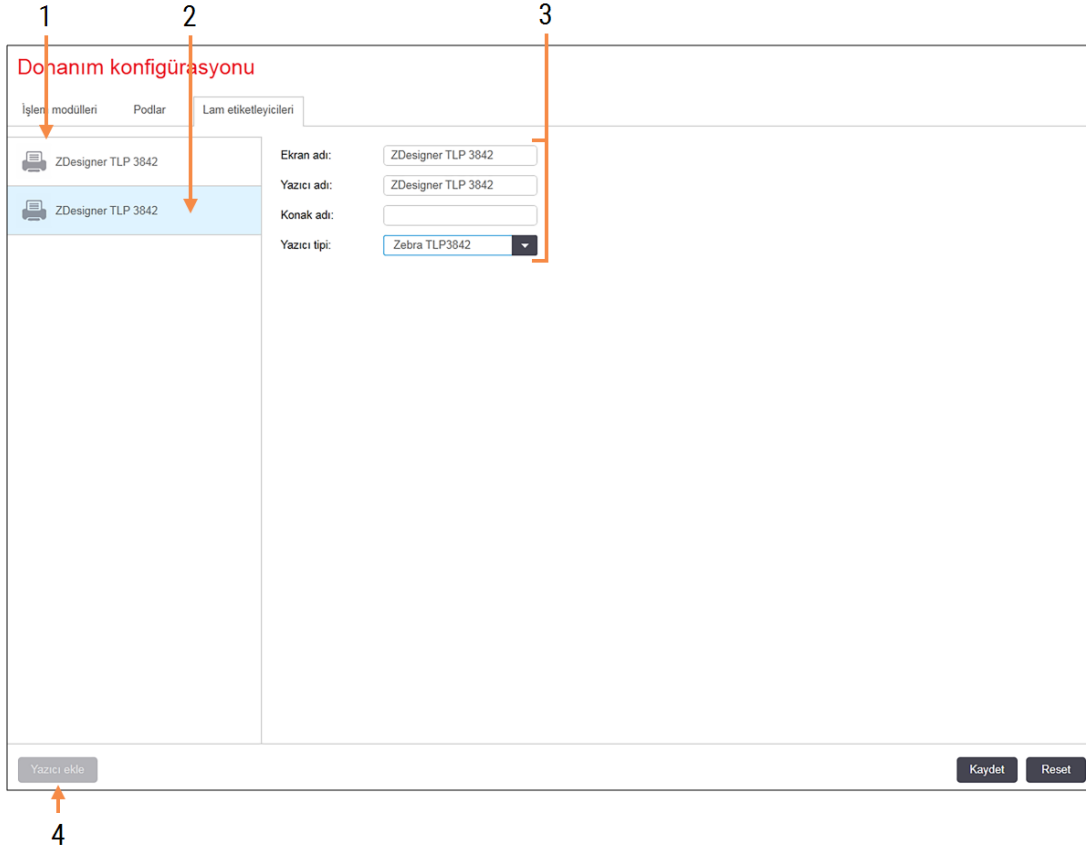 1 2 3
Donanım konfigürasyonu
İşlem modülleri Podlar Lam etiketleyicileri
ZDesigner TLP 3842
ZDesigner TLP 3842
Ekran adı: ZDesigner TLP 3842
Yazıcı adı: ZDesigner TLP 3842
Konak adı:
Yazıcı tipi: Zebra TLP3842
Yazıcı ekle Kaydet Reset
4